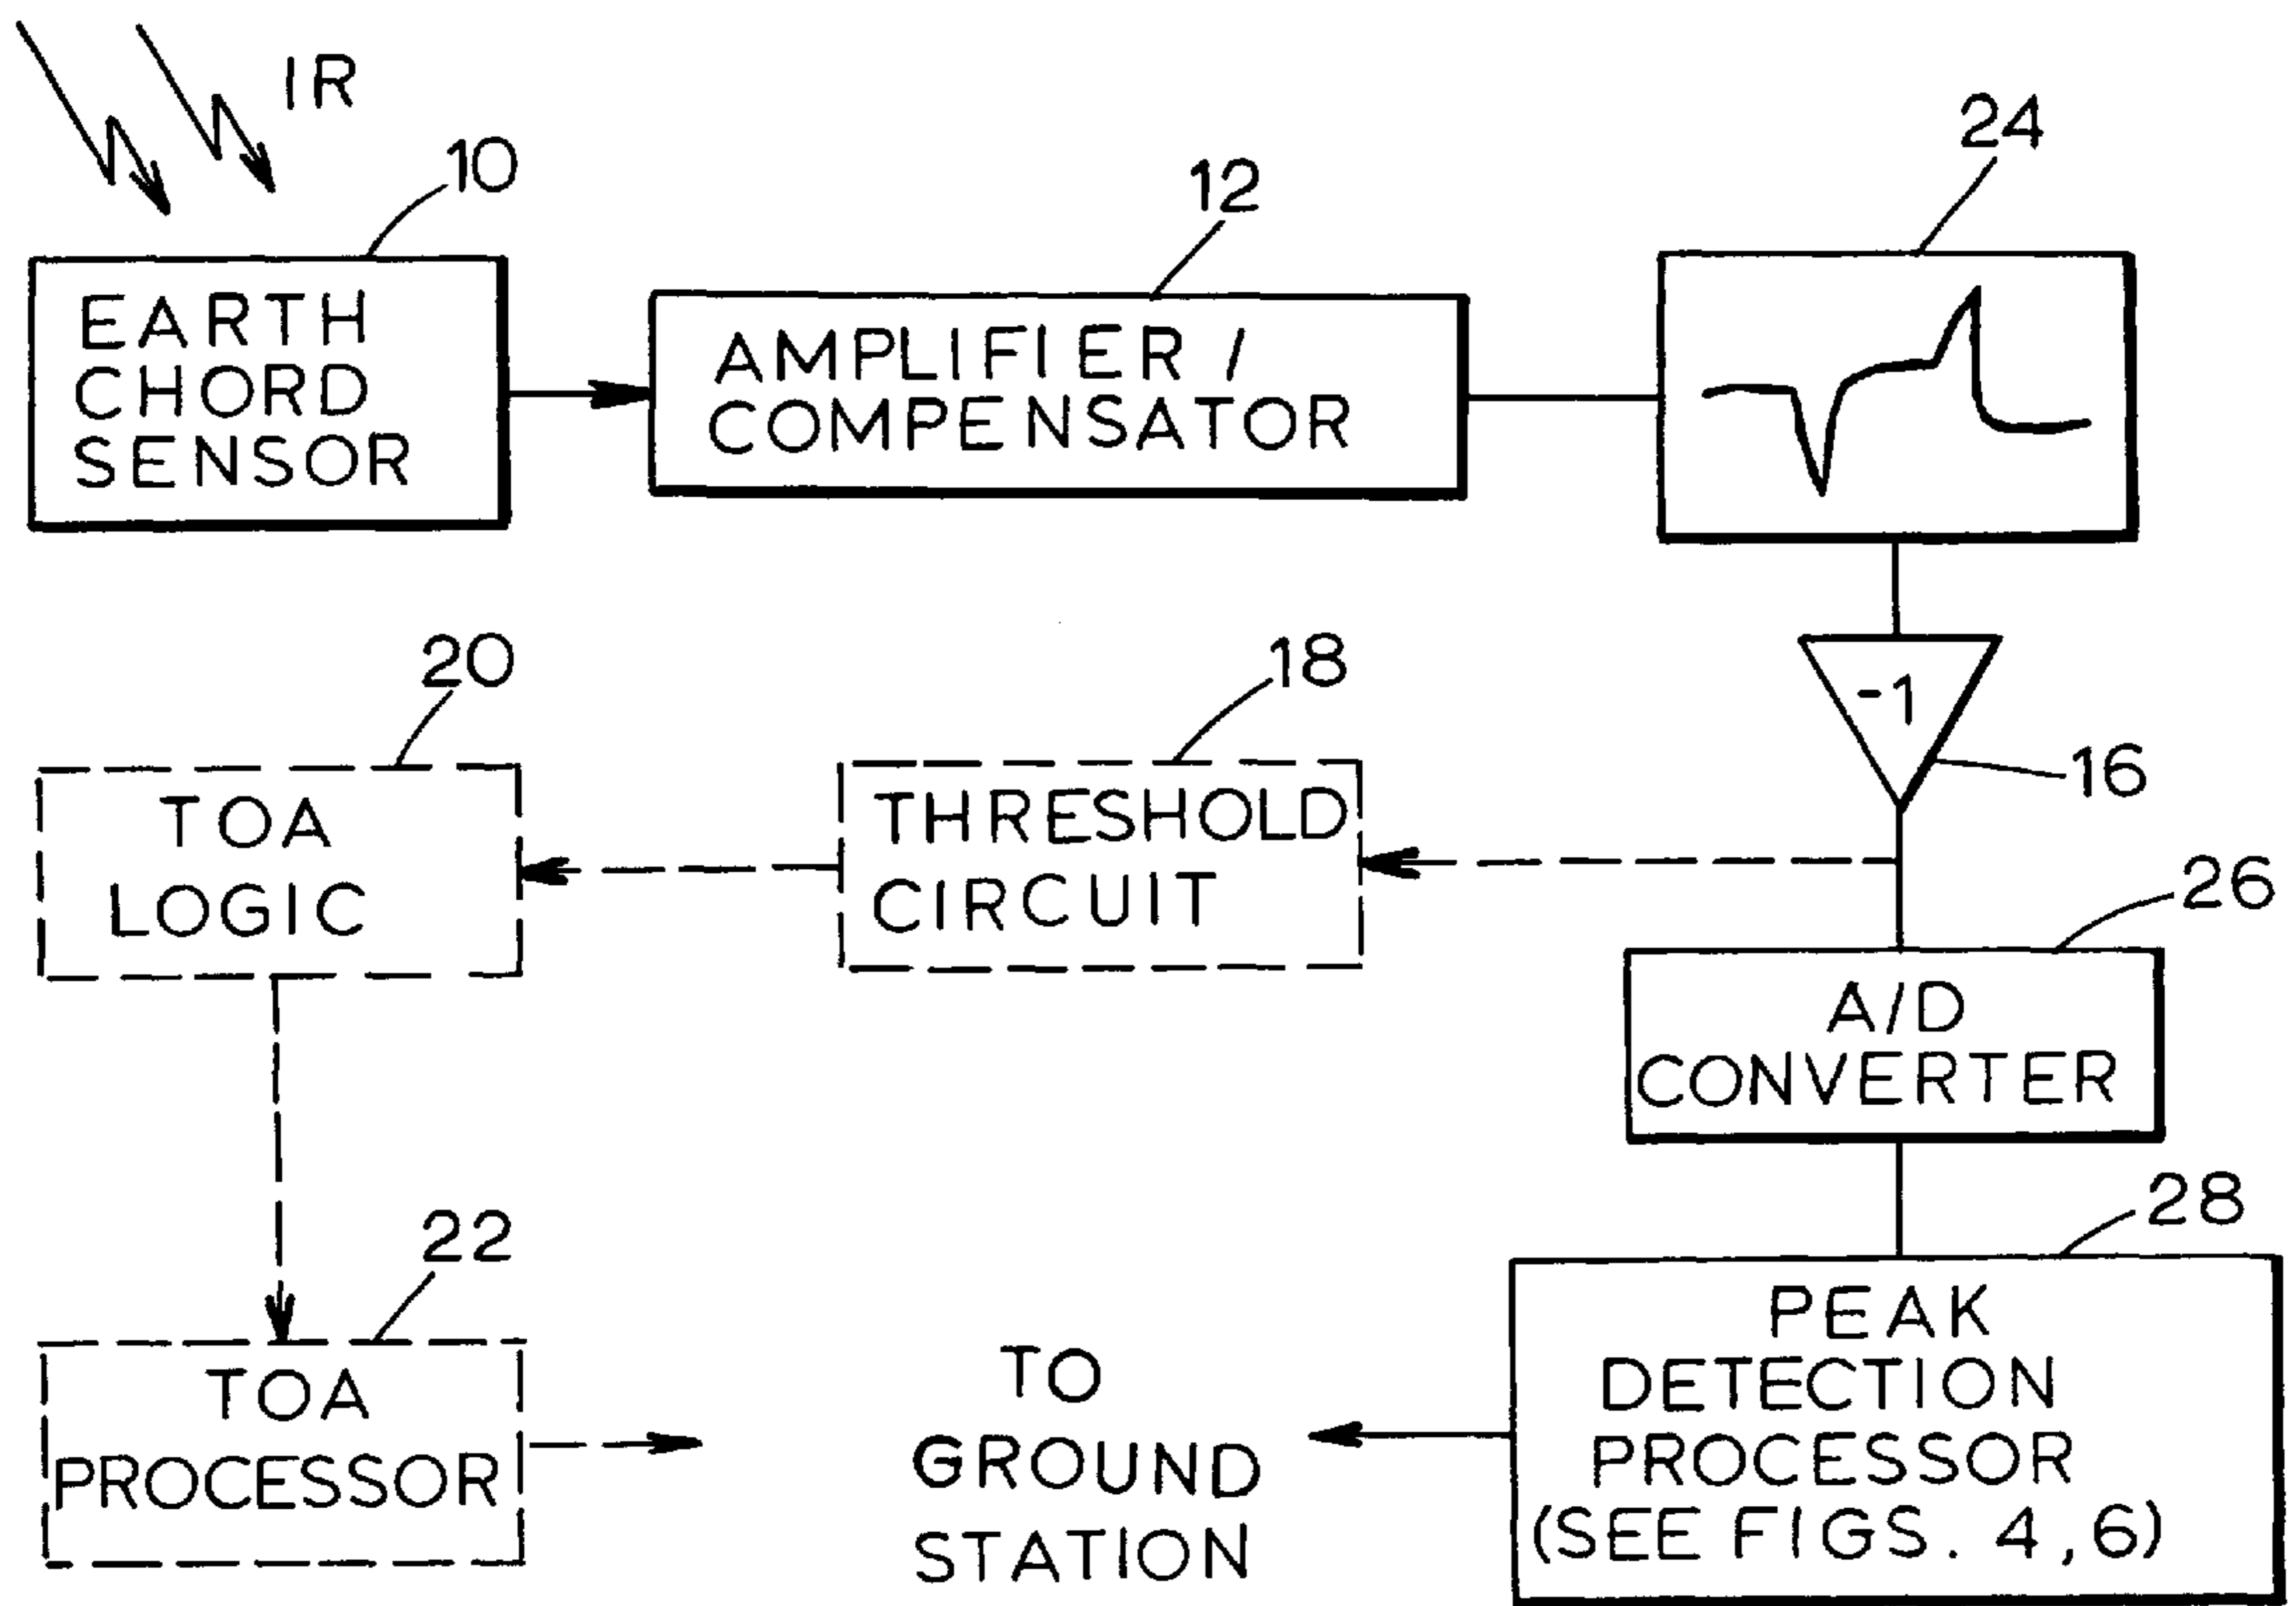 IR
10
12
24
EARTH
CHORD
SENSOR
AMPLIFIER /
COMPENSATOR
20
18
-1
16
TOA
LOGIC
THRESHOLD
CIRCUIT
26
A/D
CONVERTER
22
28
TOA
PROCESSOR
TO
GROUND
STATION
PEAK
DETECTION
PROCESSOR
(SEE FIGS. 4,6)